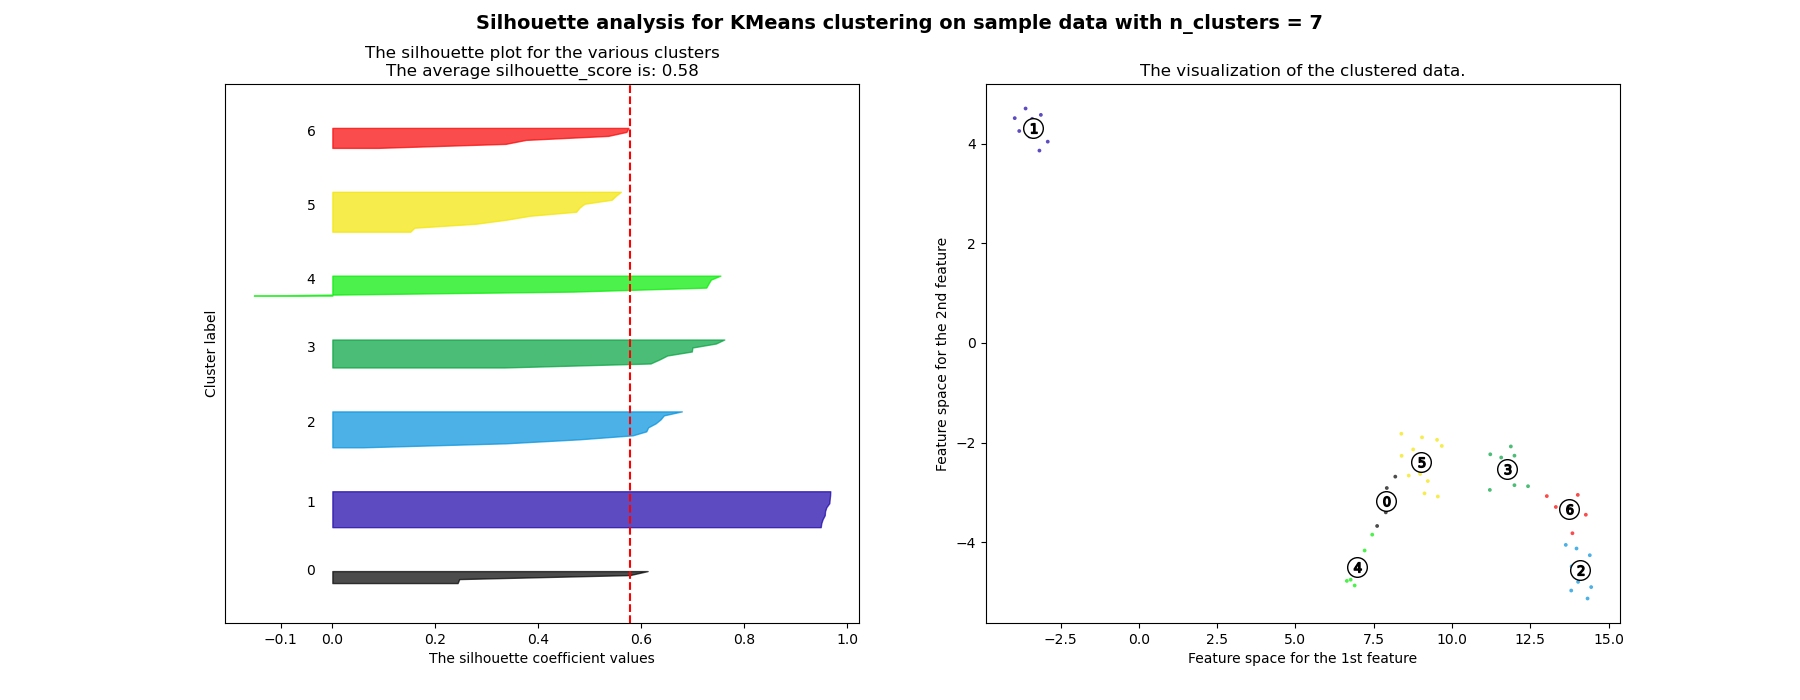 Silhouette analysis for KMeans clustering on sample data with n_clusters = 7
The silhouette plot for the various clusters
The average silhouette_score is: 0.58
6
5
4
3
2
1
0
Cluster label
−0.1 0.0 0.2 0.4 0.6 0.8 1.0
The silhouette coefficient values
The visualization of the clustered data.
4
2
0
−2
−4
Feature space for the 2nd feature
1
5
3
0
6
4
2
−2.5 0.0 2.5 5.0 7.5 10.0 12.5 15.0
Feature space for the 1st feature